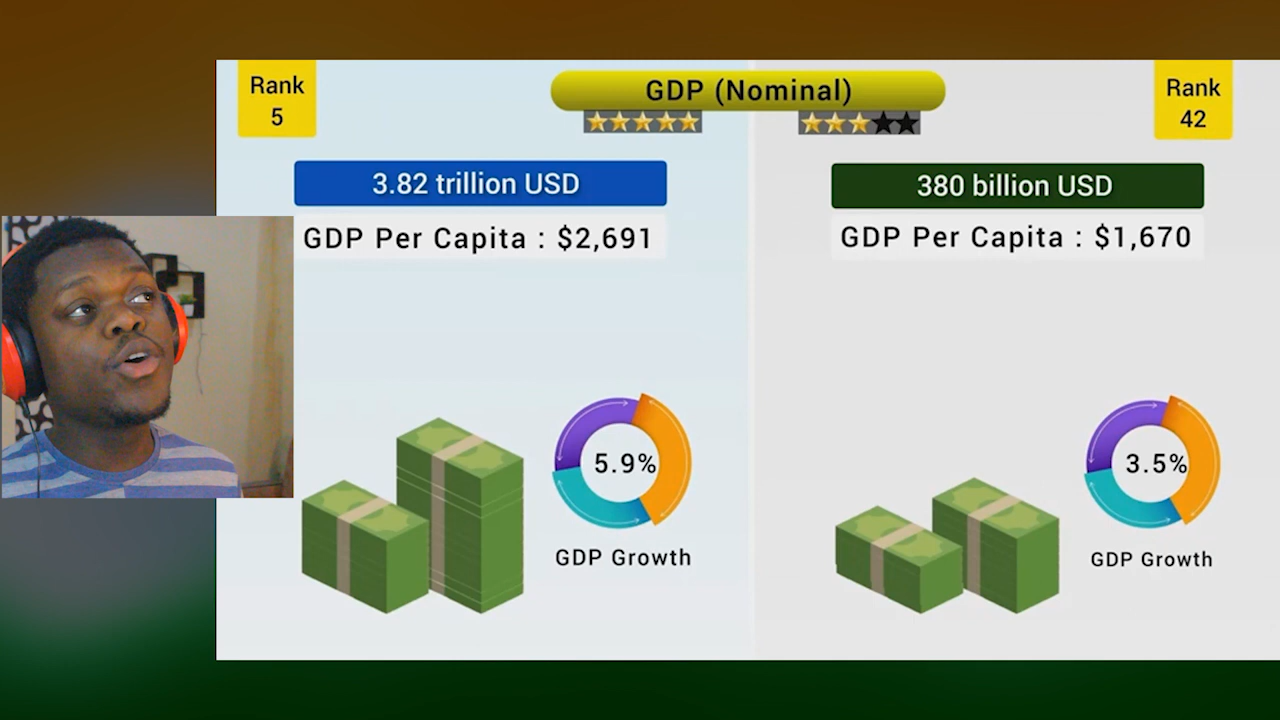 Rank
5
GDP (Nominal)
Rank
42
3.82 trillion USD
380 billion USD
GDP Per Capita : $2,691
GDP Per Capita : $1,670
5.9%
3.5%
GDP Growth
GDP Growth